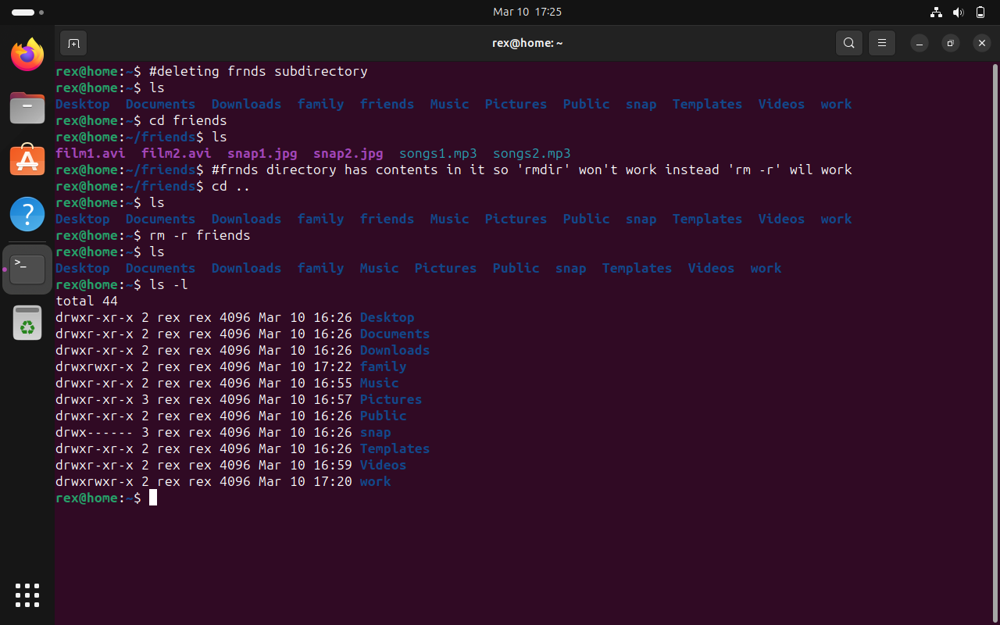 Mar 10 17:25
rex@home: ~
rex@home:~$ #deleting frnds subdirectory
rex@home:~$ ls
Desktop  Documents  Downloads  family  friends  Music  Pictures  Public  snap  Templates  Videos  work
rex@home:~$ cd friends
rex@home:~/friends$ ls
film1.avi  film2.avi  snap1.jpg  snap2.jpg  songs1.mp3  songs2.mp3
rex@home:~/friends$ #frnds directory has contents in it so 'rmdir' won't work instead 'rm -r' wil work
rex@home:~/friends$ cd ..
rex@home:~$ ls
Desktop  Documents  Downloads  family  friends  Music  Pictures  Public  snap  Templates  Videos  work
rex@home:~$ rm -r friends
rex@home:~$ ls
Desktop  Documents  Downloads  family  Music  Pictures  Public  snap  Templates  Videos  work
rex@home:~$ ls -l
total 44
drwxr-xr-x 2 rex rex 4096 Mar 10 16:26 Desktop
drwxr-xr-x 2 rex rex 4096 Mar 10 16:26 Documents
drwxr-xr-x 2 rex rex 4096 Mar 10 16:26 Downloads
drwxrwxr-x 2 rex rex 4096 Mar 10 17:22 family
drwxr-xr-x 2 rex rex 4096 Mar 10 16:55 Music
drwxr-xr-x 3 rex rex 4096 Mar 10 16:57 Pictures
drwxr-xr-x 2 rex rex 4096 Mar 10 16:26 Public
drwx------ 3 rex rex 4096 Mar 10 16:26 snap
drwxr-xr-x 2 rex rex 4096 Mar 10 16:26 Templates
drwxr-xr-x 2 rex rex 4096 Mar 10 16:59 Videos
drwxrwxr-x 2 rex rex 4096 Mar 10 17:20 work
rex@home:~$